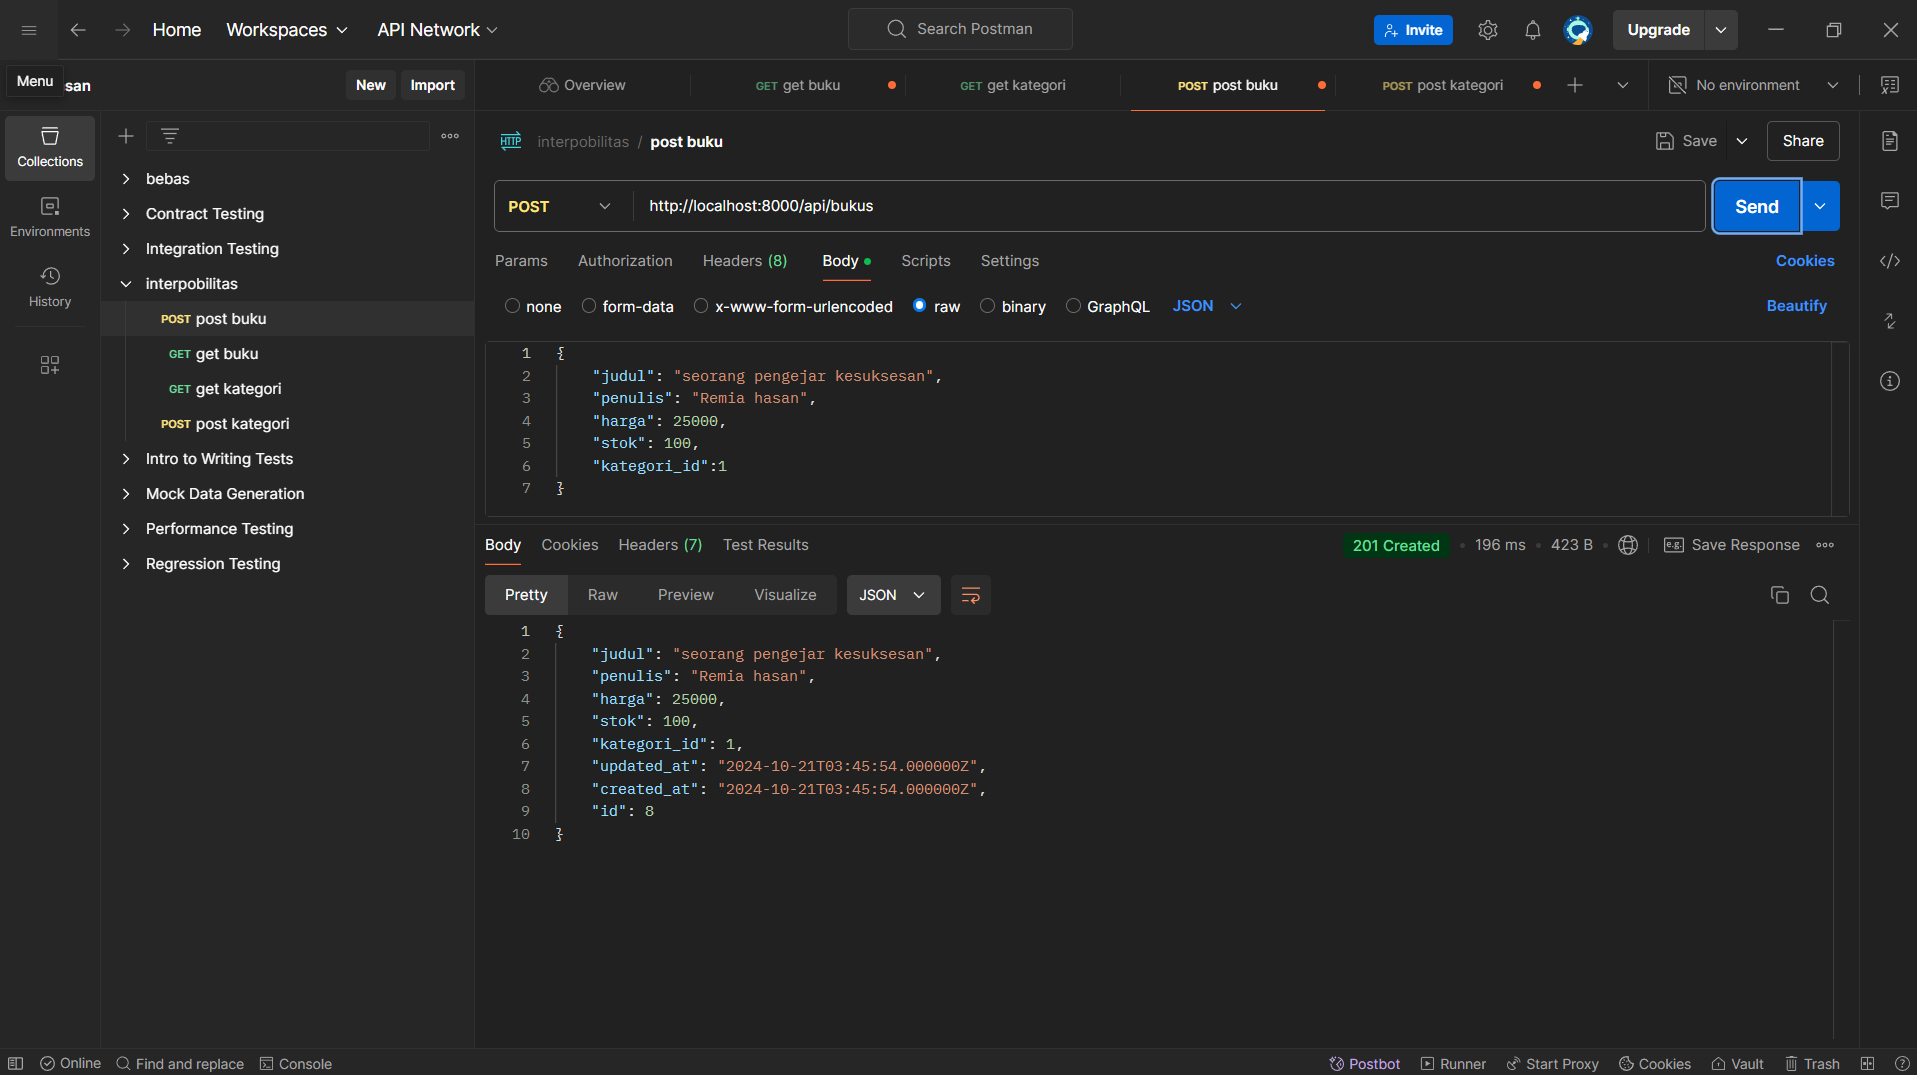 Home Workspaces API Network Search Postman Invite Upgrade
Menu san New Import Overview GET get buku GET get kategori POST post buku POST post kategori No environment
HTTP interpobilitas / post buku Save Share
Collections
Environments
History
bebas
Contract Testing
Integration Testing
interpobilitas
POST post buku
GET get buku
GET get kategori
POST post kategori
Intro to Writing Tests
Mock Data Generation
Performance Testing
Regression Testing
POST http://localhost:8000/api/bukus Send
Params Authorization Headers (8) Body Scripts Settings Cookies
none form-data x-www-form-urlencoded raw binary GraphQL JSON Beautify
1 {
2 "judul": "seorang pengejar kesuksesan",
3 "penulis": "Remia hasan",
4 "harga": 25000,
5 "stok": 100,
6 "kategori_id":1
7 }
Body Cookies Headers (7) Test Results 201 Created 196 ms 423 B e.g. Save Response
Pretty Raw Preview Visualize JSON
1 {
2 "judul": "seorang pengejar kesuksesan",
3 "penulis": "Remia hasan",
4 "harga": 25000,
5 "stok": 100,
6 "kategori_id": 1,
7 "updated_at": "2024-10-21T03:45:54.000000Z",
8 "created_at": "2024-10-21T03:45:54.000000Z",
9 "id": 8
10 }
Online Find and replace Console Postbot Runner Start Proxy Cookies Vault Trash